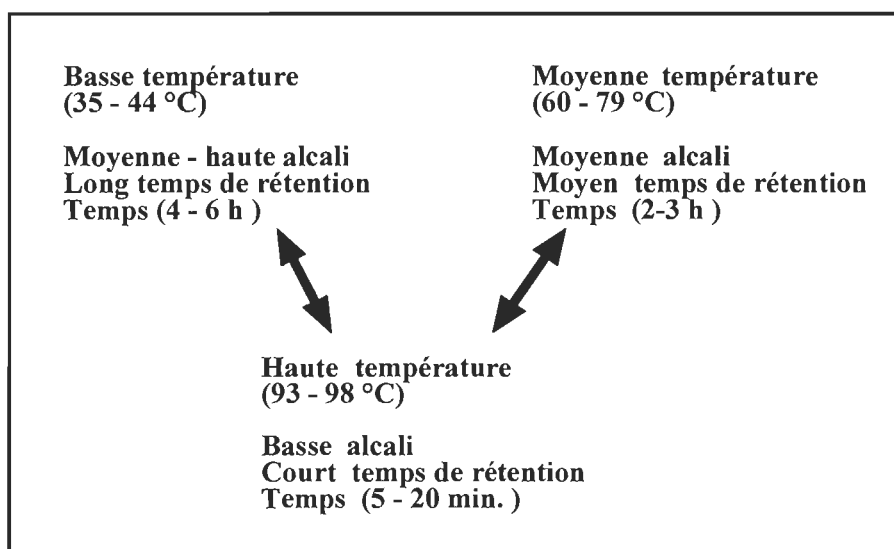 Basse température
(35 - 44 °C)
Moyenne - haute alcali
Long temps de rétention
Temps (4 - 6 h )
Moyenne température
(60 - 79 °C)
Moyenne alcali
Moyen temps de rétention
Temps (2-3 h )
Haute température
(93 - 98 °C)
Basse alcali
Court temps de rétention
Temps (5 - 20 min. )